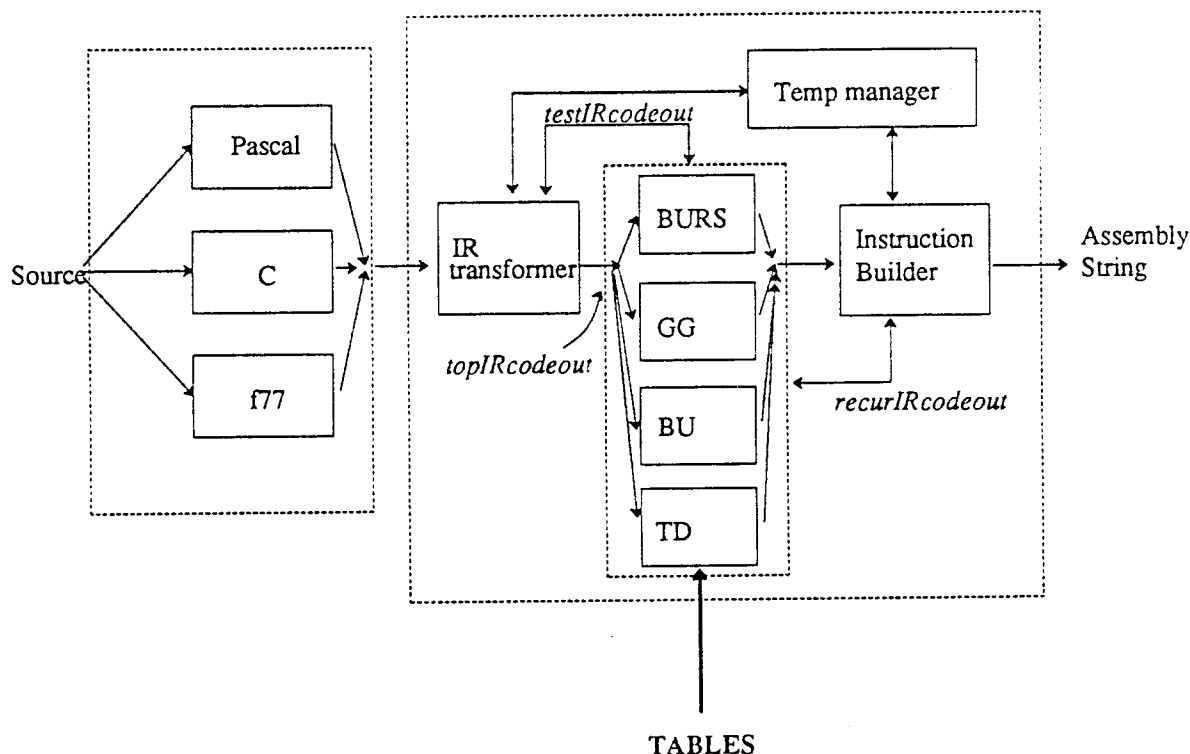 Temp manager
testIRcodeout
Pascal
BURS
IR
transformer
Instruction
Builder
Assembly
String
Source
C
GG
topIRcodeout
recurIRcodeout
f77
BU
TD
TABLES